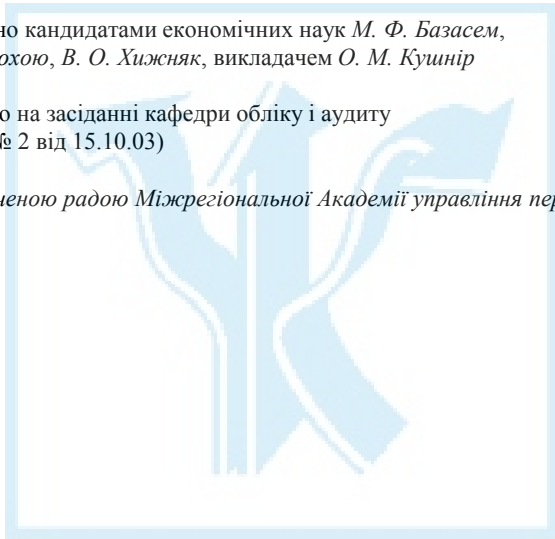 но кандидатами економічних наук М. Ф. Базасем,
охою, В. О. Хижняк, викладачем О. М. Кушнір
о на засіданні кафедри обліку і аудиту
№ 2 від 15.10.03)
ченою радою Міжрегіональної Академії управління пер